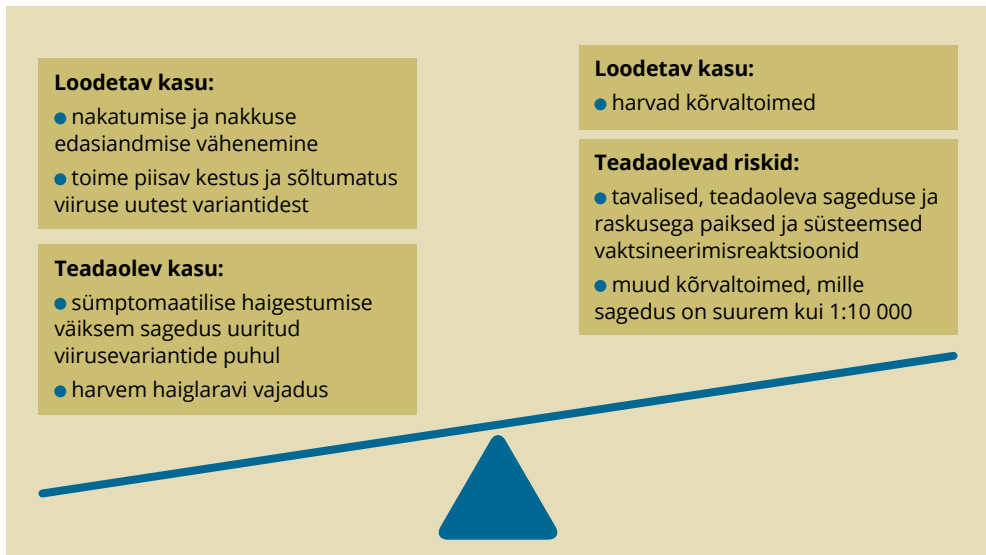 Loodetav kasu:
● nakatumise ja nakkuse
edasiandmise vähenemine
● toime piisav kestus ja sõltumatus
viiruse uutest variantidest
Teadaolev kasu:
● sümptomaatilise haigestumise
väiksem sagedus uuritud
viirusevariantide puhul
● harvem haiglaravi vajadus
Loodetav kasu:
● harvad kõrvaltoimed
Teadaolevad riskid:
● tavalised, teadaoleva sageduse ja
raskusega paiksed ja süsteemsed
vaktsineerimisreaktsioonid
● muud kõrvaltoimed, mille
sagedus on suurem kui 1:10 000